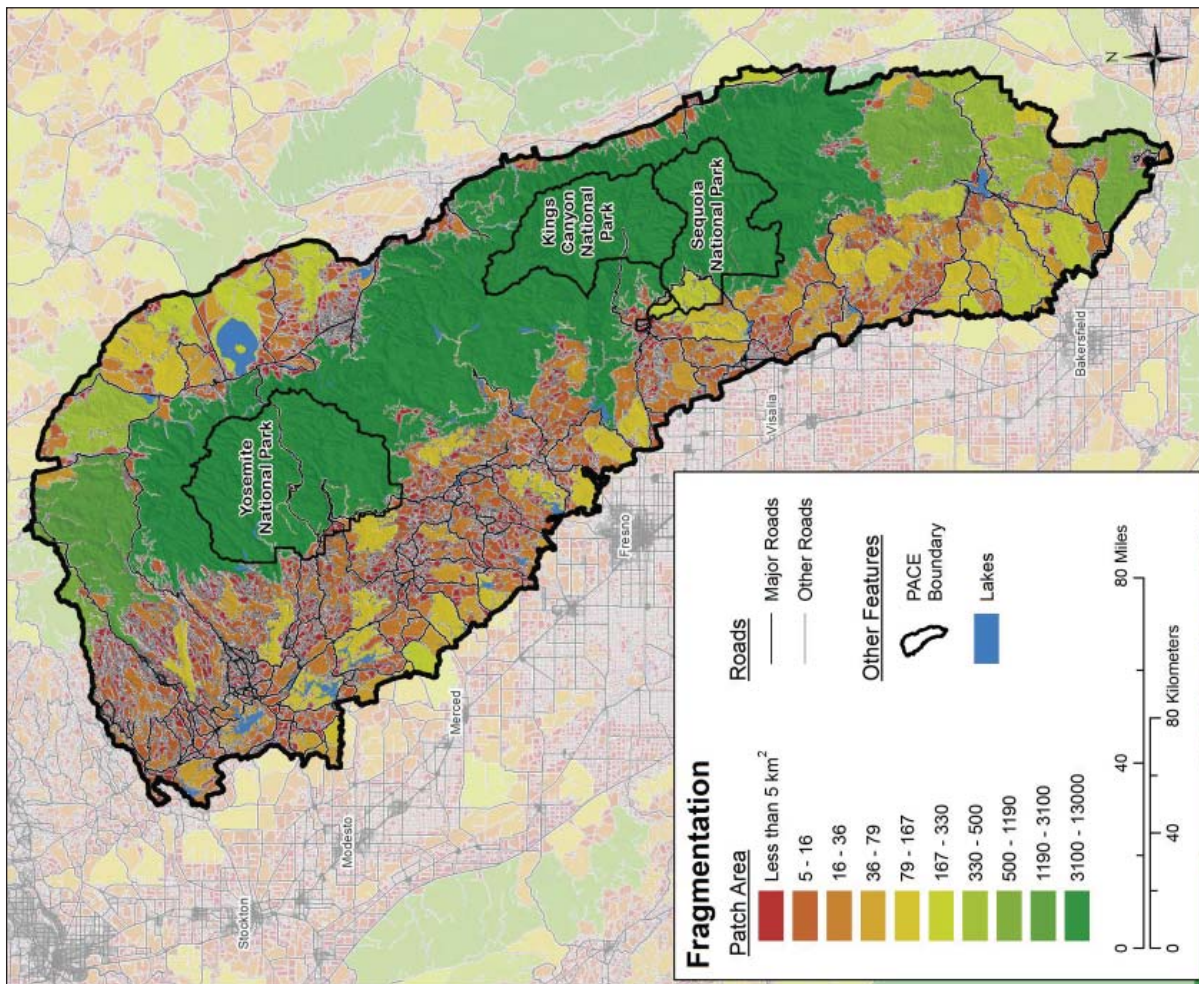 Yosemite
National Park
Kings
Canyon
National
Park
Sequoia
National Park
N
Stockton
Modesto
Merced
Fresno
Visalia
Bakersfield
Fragmentation
Patch Area
Less than 5 km²
5 - 16
16 - 36
36 - 79
79 - 167
167 - 330
330 - 500
500 - 1190
1190 - 3100
3100 - 13000
Roads
Major Roads
Other Roads
Other Features
PACE
Boundary
Lakes
0 40 80 Miles
0 40 80 Kilometers